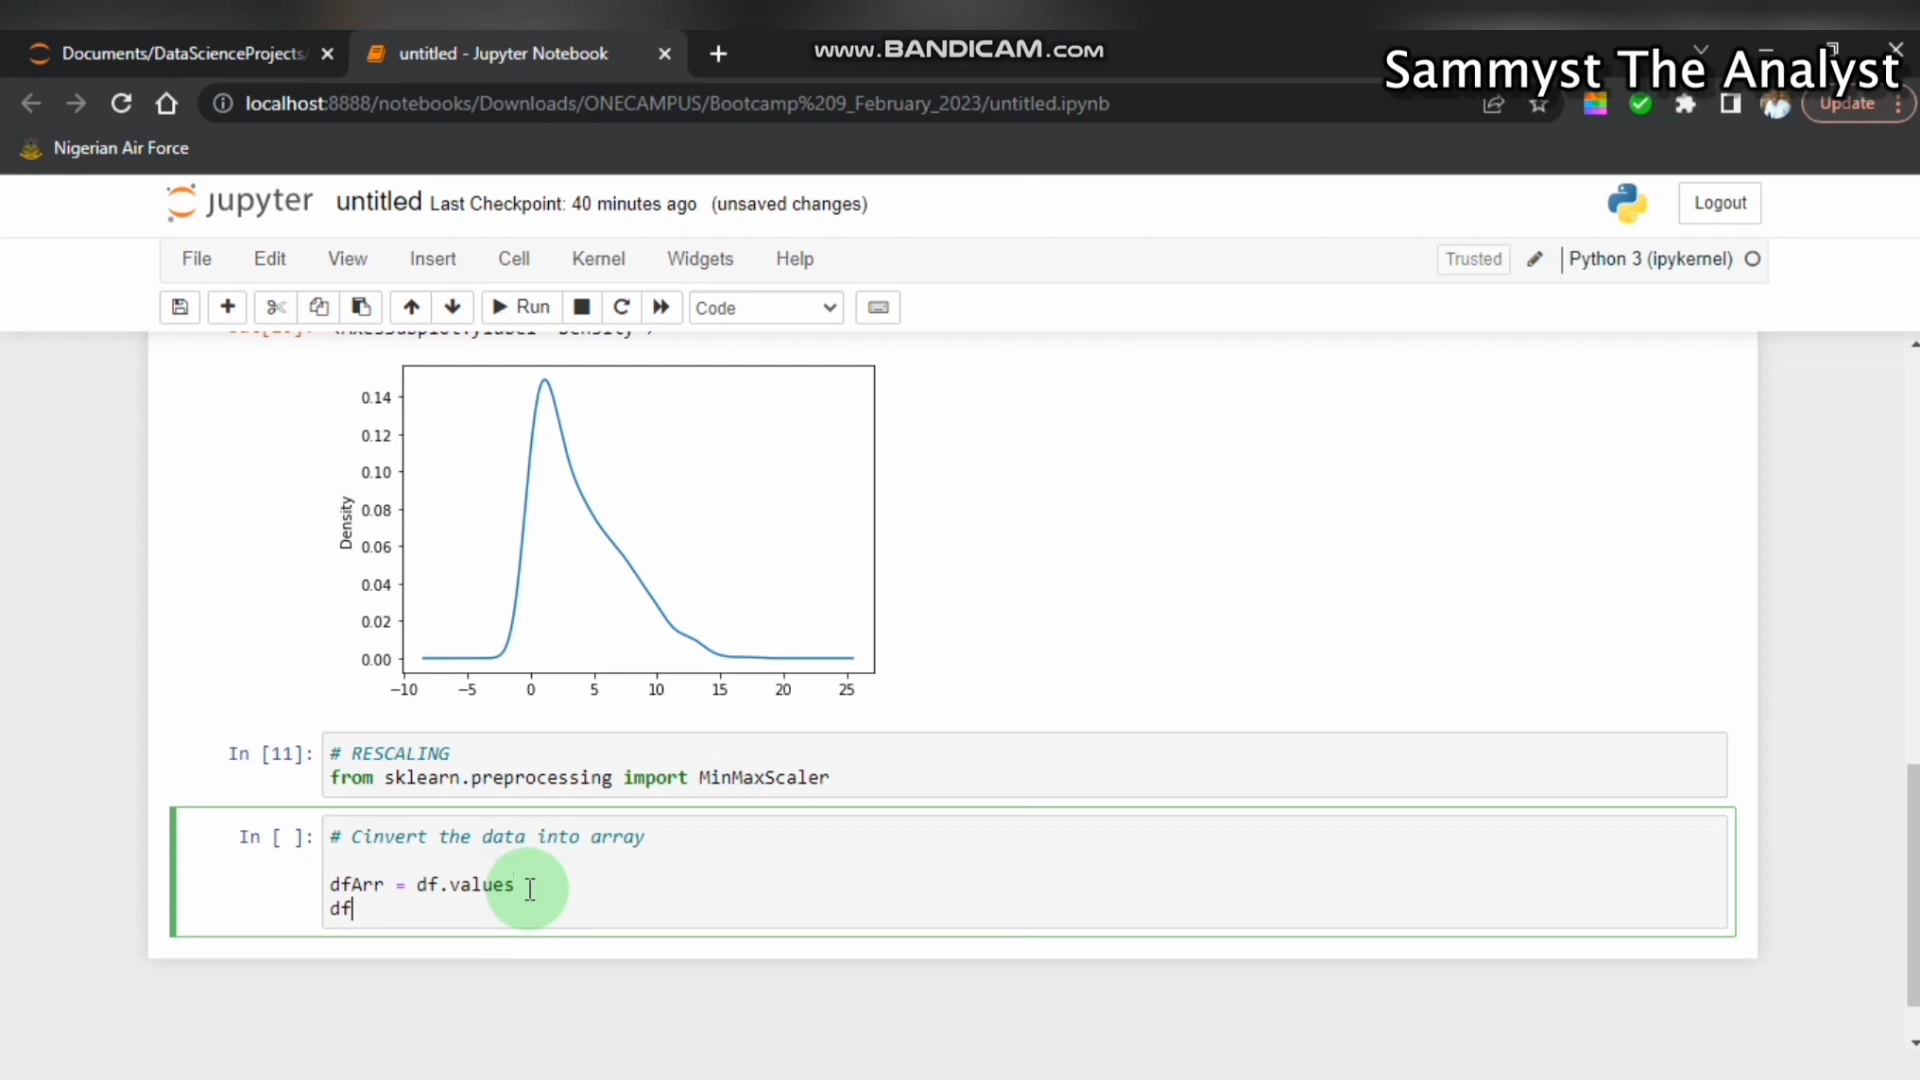 www.BANDICAM.com
Sammyst The Analyst
Documents/DataScienceProjects/
untitled - Jupyter Notebook
localhost:8888/notebooks/Downloads/ONECAMPUS/Bootcamp%209_February_2023/untitled.ipynb
Update
Nigerian Air Force
jupyter untitled Last Checkpoint: 40 minutes ago (unsaved changes)
Logout
File Edit View Insert Cell Kernel Widgets Help
Trusted
Python 3 (ipykernel)
Run
Code
0.14
0.12
0.10
0.08
0.06
0.04
0.02
0.00
Density
−10 −5 0 5 10 15 20 25
In [11]: # RESCALING
from sklearn.preprocessing import MinMaxScaler
In [ ]: # Cinvert the data into array
dfArr = df.values
df